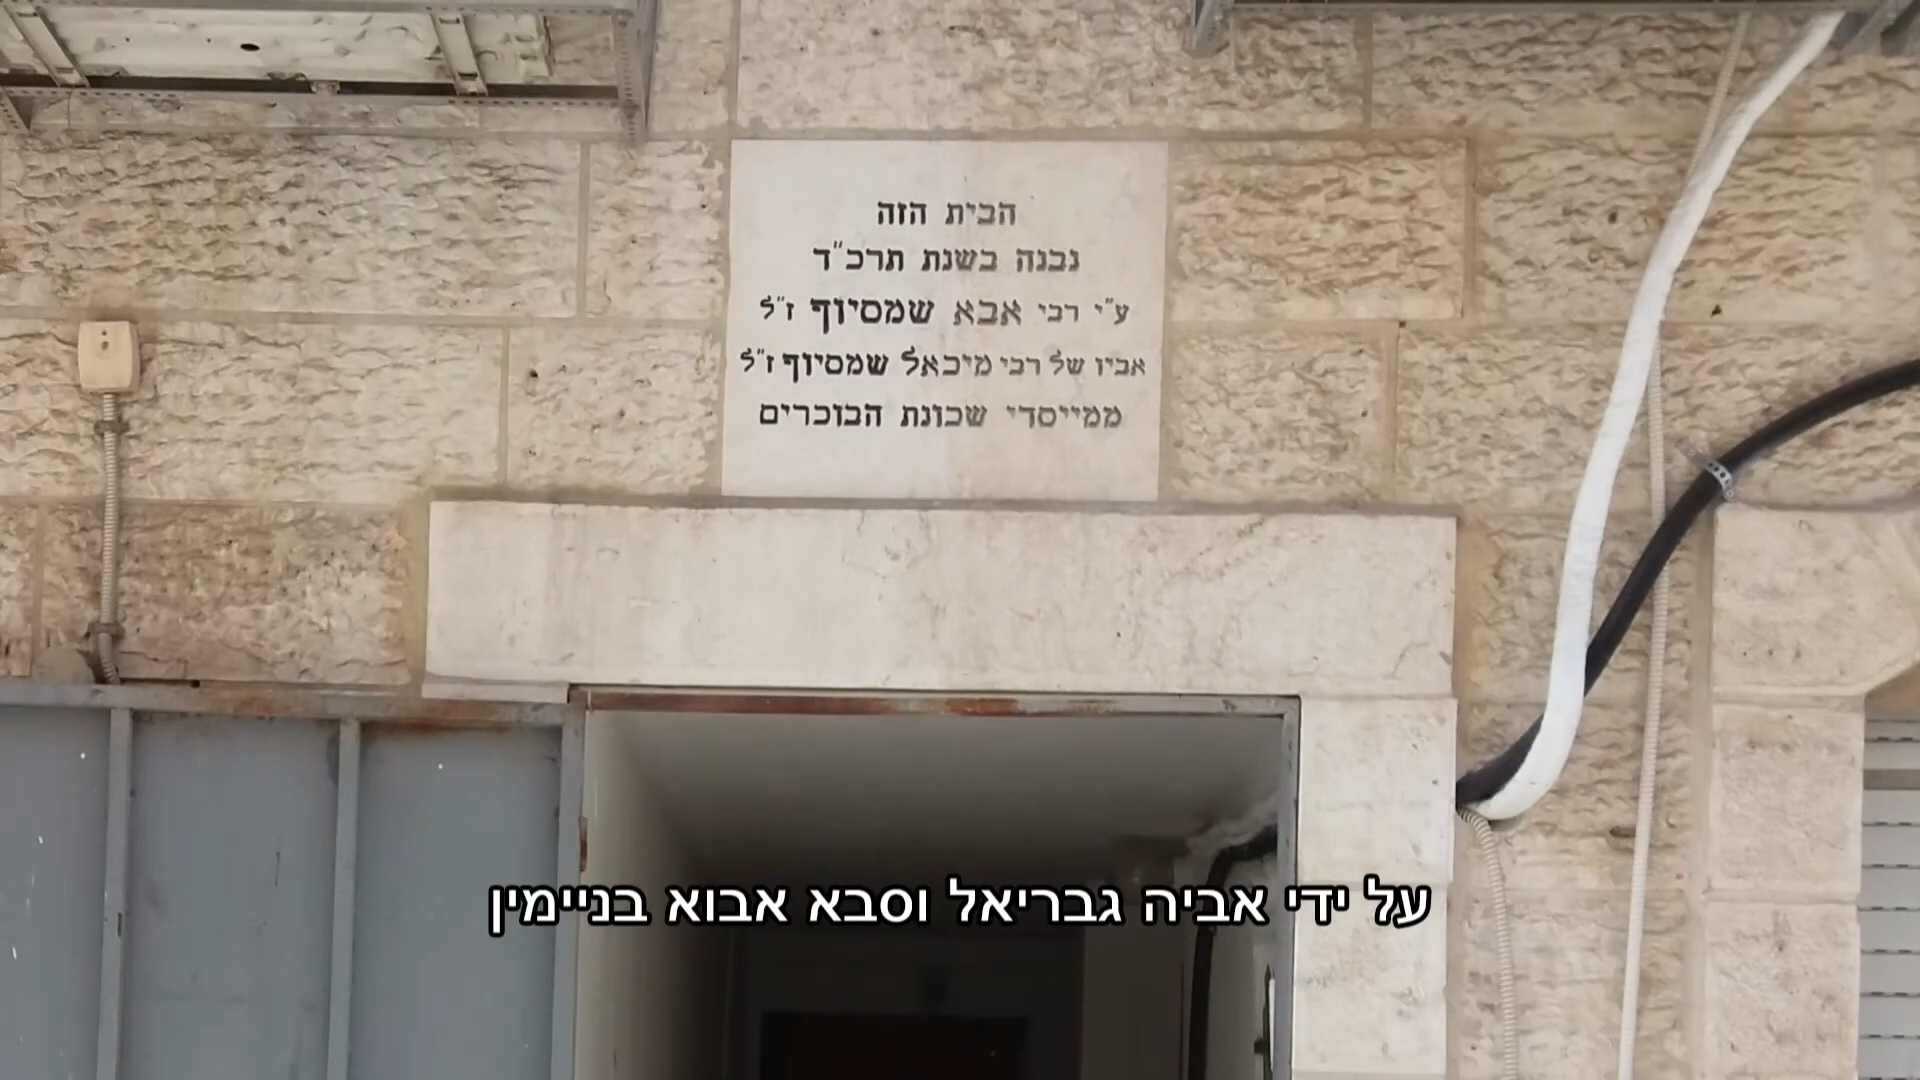 הבית הזה
נבנה בשנת תרכ"ד
ע"י רבי אבא שמסיוף ז"ל
אביו של רבי מיכאל שמסיוף ז"ל
ממייסדי שכונת הבוכרים
על ידי אביה גבריאל וסבא אבוא בניימין